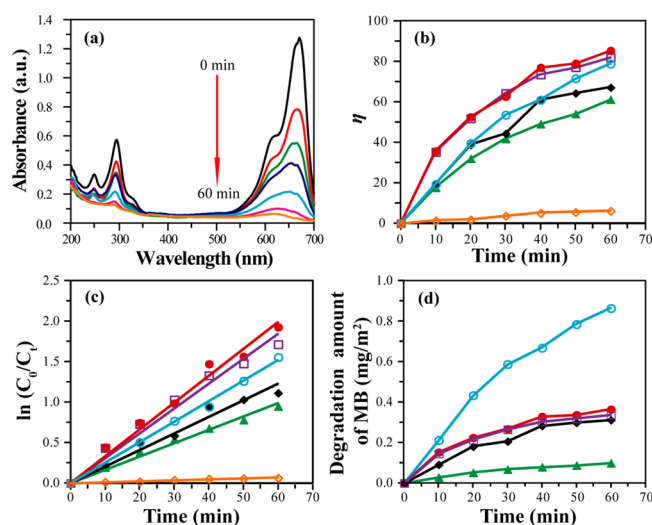 (a)
0 min
60 min
Absorbance (a.u.)
1.4
1.2
1.0
0.8
0.6
0.4
0.2
0.0
200 300 400 500 600 700
Wavelength (nm)
(b)
η
100
80
60
40
20
0
0 10 20 30 40 50 60 70
Time (min)
(c)
ln (C0/Ct)
2.5
2.0
1.5
1.0
0.5
0.0
0 10 20 30 40 50 60 70
Time (min)
(d)
Degradation amount
of MB (mg/m²)
1.0
0.8
0.6
0.4
0.2
0.0
0 10 20 30 40 50 60 70
Time (min)